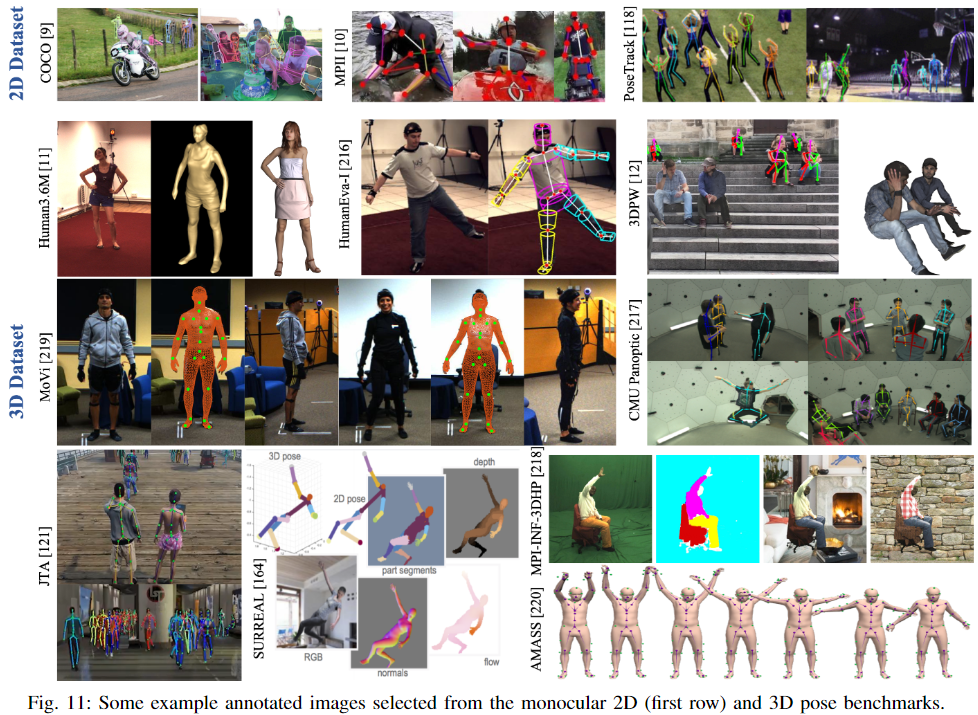 2D Dataset
COCO [9]
MPII [10]
PoseTrack [118]
3D Dataset
Human3.6M [11]
HumanEva-I [216]
3DPW [12]
MoVi [219]
CMU Panoptic [217]
JTA [121]
SURREAL [164]
3D pose
2D pose
depth
part segments
RGB
normals
flow
MPI-INF-3DHP [218]
AMASS [220]
Fig. 11: Some example annotated images selected from the monocular 2D (first row) and 3D pose benchmarks.